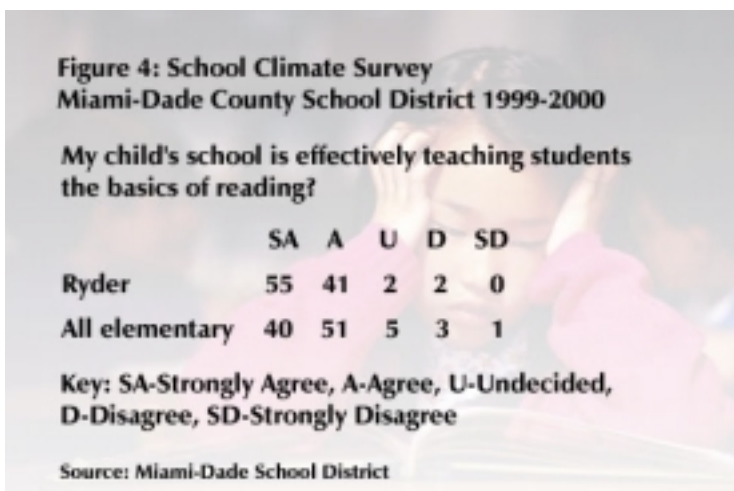 Figure 4: School Climate Survey
Miami-Dade County School District 1999-2000
My child's school is effectively teaching students
the basics of reading?
SA A U D SD
Ryder 55 41 2 2 0
All elementary 40 51 5 3 1
Key: SA-Strongly Agree, A-Agree, U-Undecided,
D-Disagree, SD-Strongly Disagree
Source: Miami-Dade School District